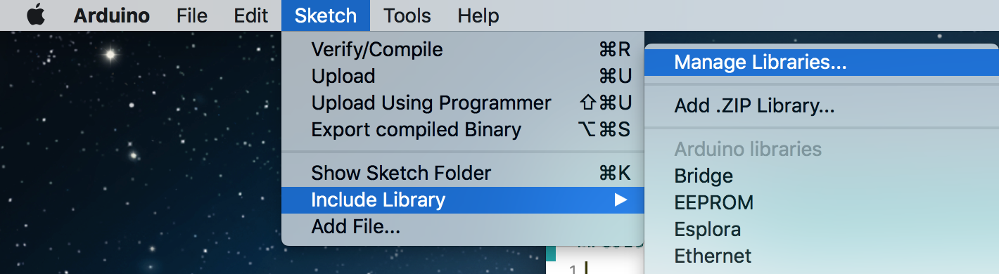 Arduino File Edit Sketch Tools Help
Verify/Compile ⌘R
Upload ⌘U
Upload Using Programmer ⇧⌘U
Export compiled Binary ⌥⌘S
Show Sketch Folder ⌘K
Include Library ▶
Add File...
Manage Libraries...
Add .ZIP Library...
Arduino libraries
Bridge
EEPROM
Esplora
Ethernet
1